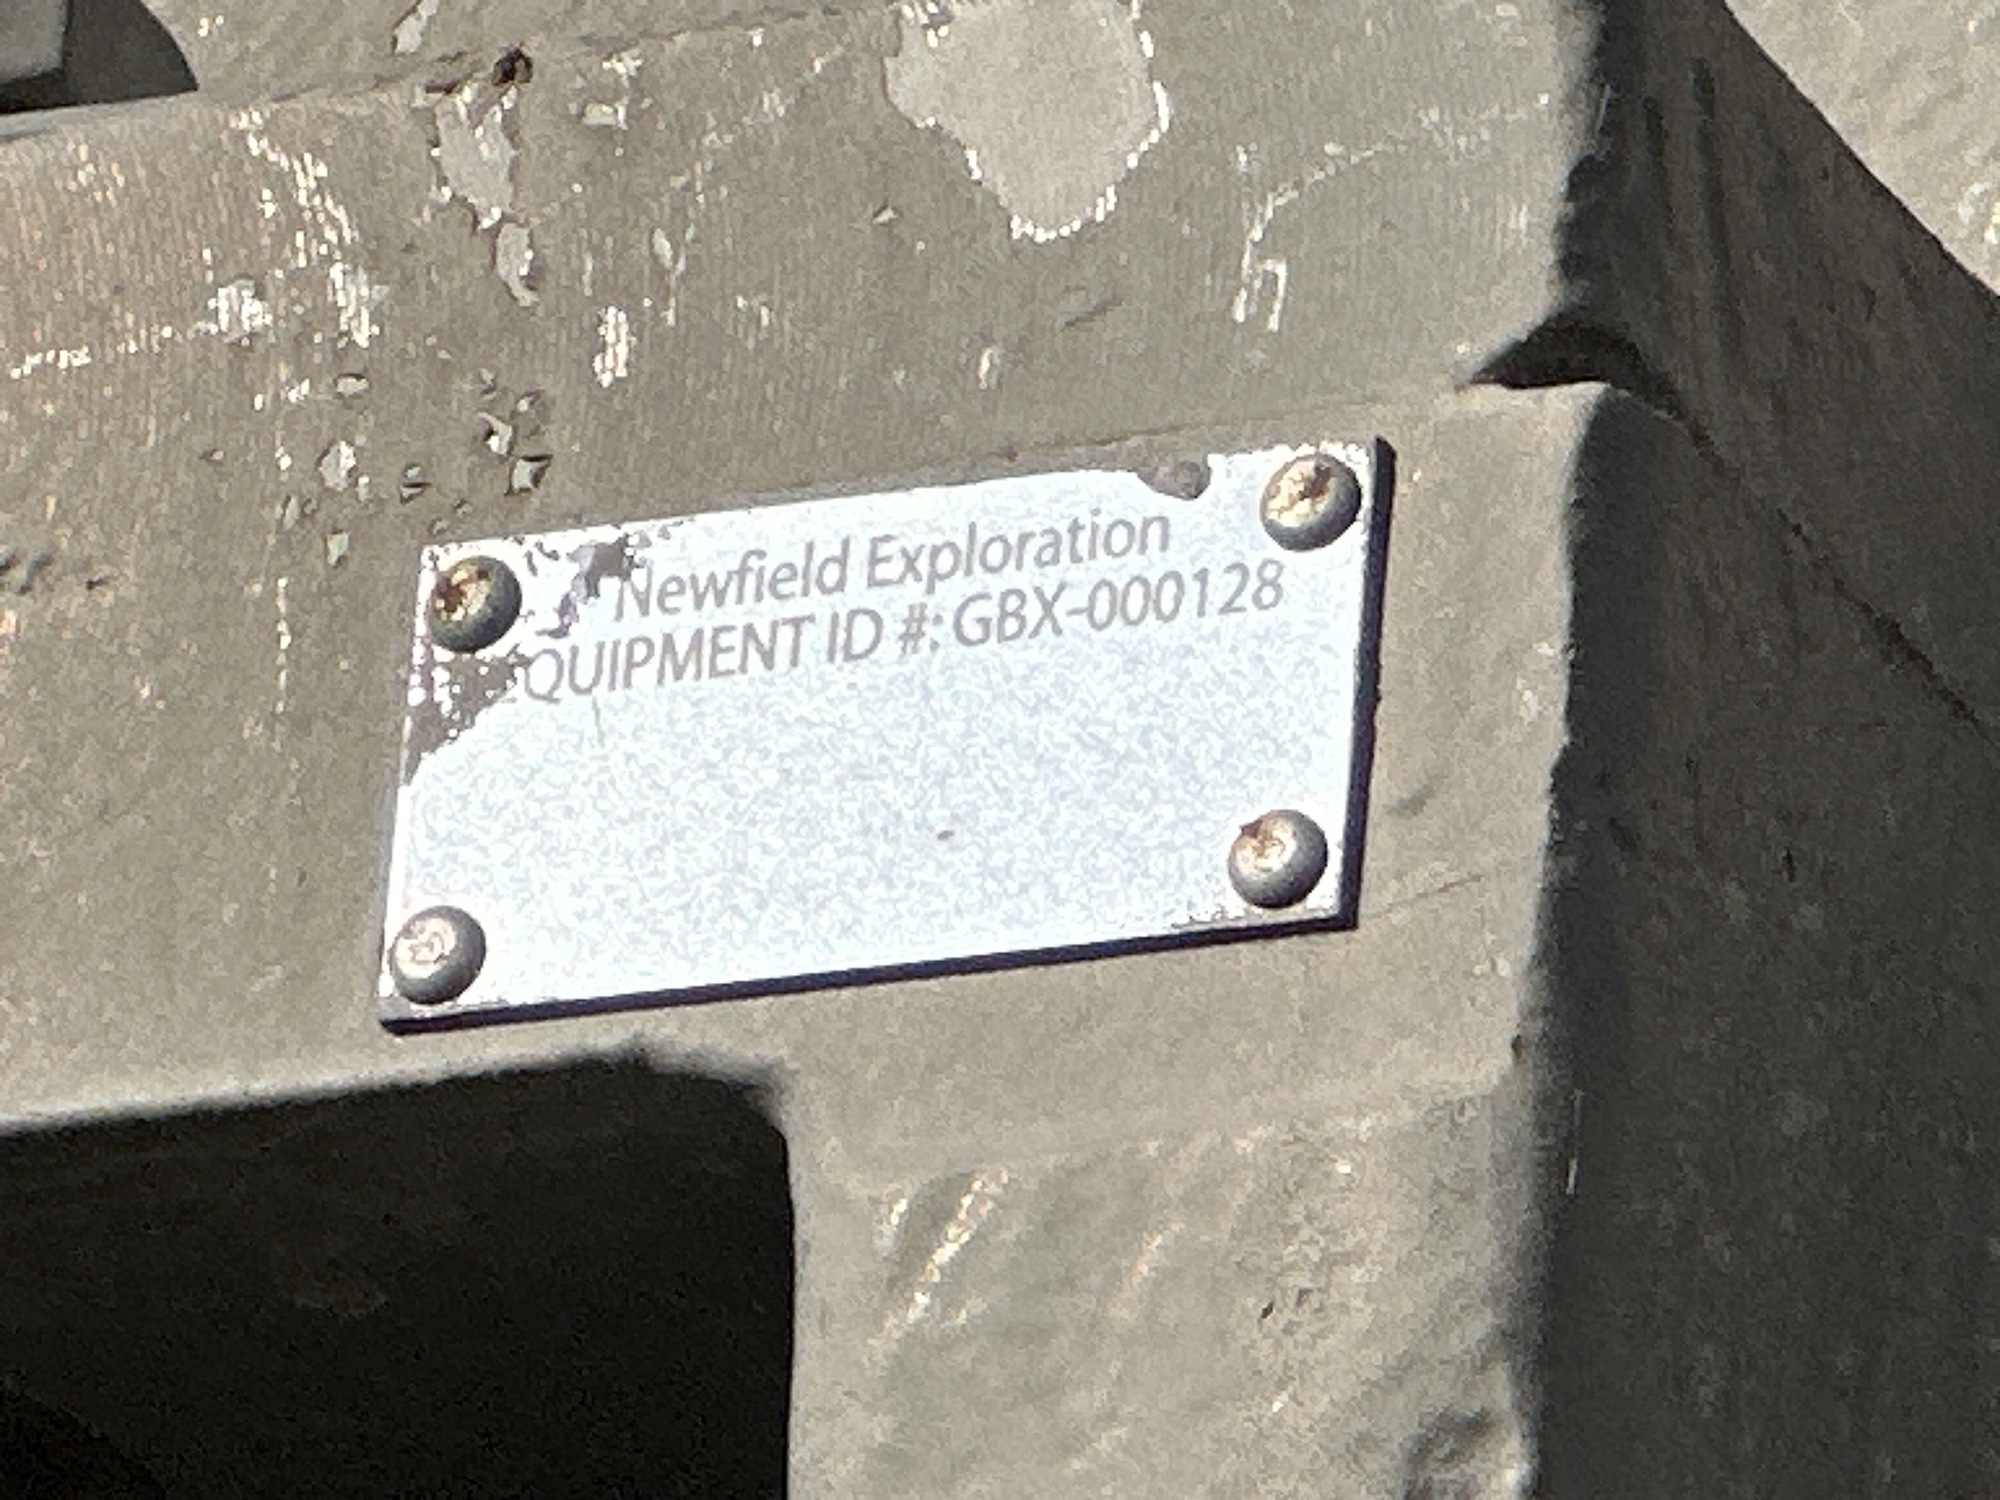 Newfield Exploration
EQUIPMENT ID #: GBX-000128